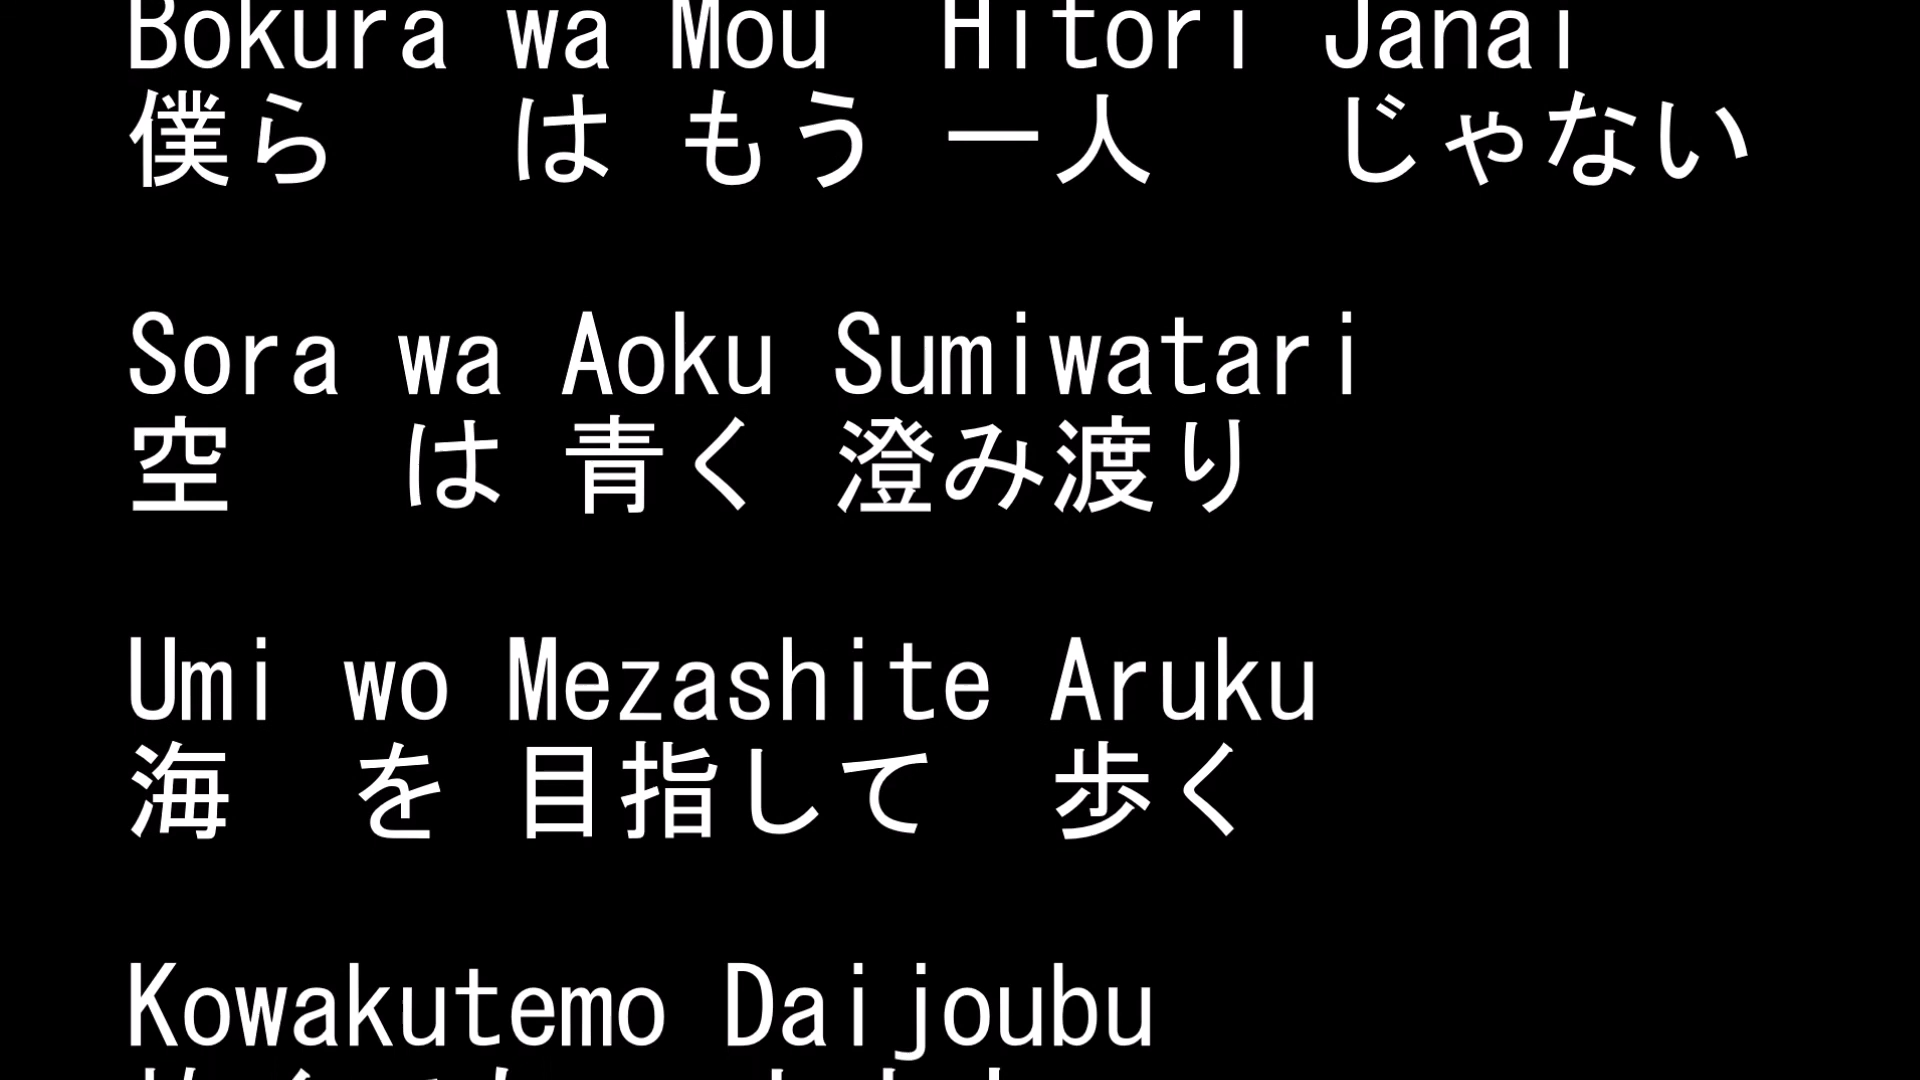 Bokura wa Mou Hitori Janai
僕ら は もう 一人 じゃない
Sora wa Aoku Sumiwatari
空 は 青く 澄み渡り
Umi wo Mezashite Aruku
海 を 目指して 歩く
Kowakutemo Daijoubu